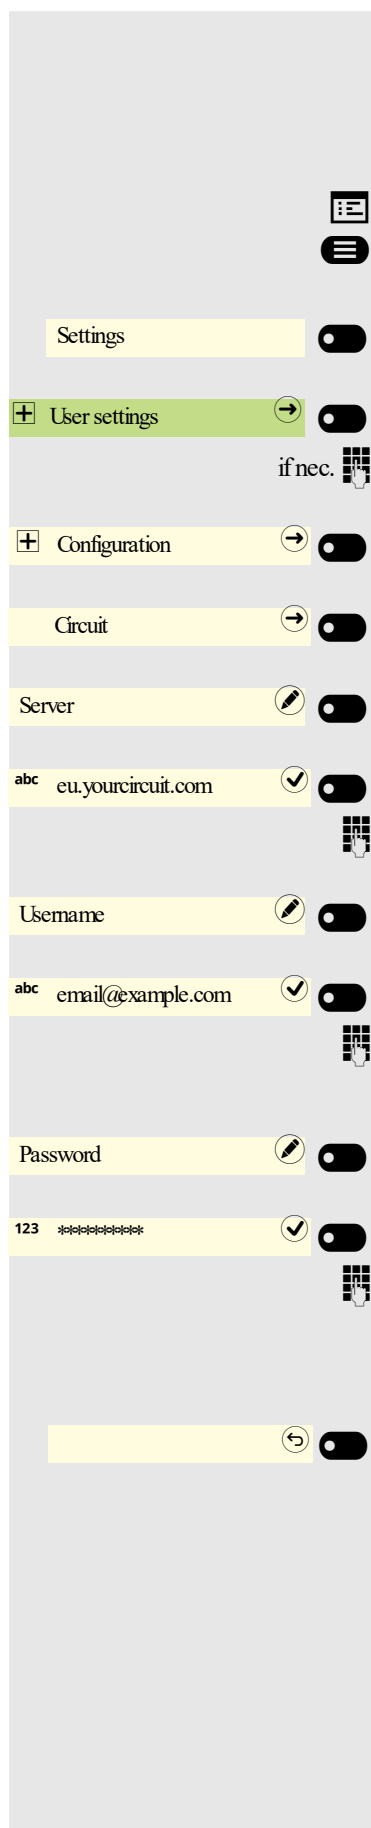 Settings
User settings
if nec.
Configuration
Circuit
Server
abc eu.yourcircuit.com
Username
abc email@example.com
Password
123 **********